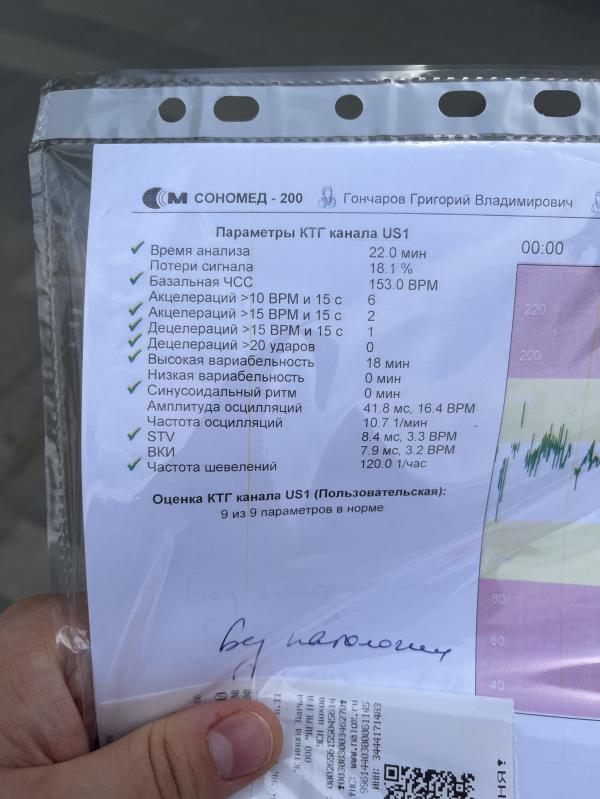 СОНОМЕД - 200 Гончаров Григорий Владимирович
Параметры КТГ канала US1
Время анализа 22.0 мин
Потери сигнала 18.1 %
Базальная ЧСС 153.0 BPM
Акцелераций >10 BPM и 15 с 6
Акцелераций >15 BPM и 15 с 2
Децелераций >15 BPM и 15 с 1
Децелераций >20 ударов 0
Высокая вариабельность 18 мин
Низкая вариабельность 0 мин
Синусоидальный ритм 0 мин
Амплитуда осцилляций 41.8 мс, 16.4 BPM
Частота осцилляций 10.7 1/мин
STV 8.4 мс, 3.3 BPM
ВКИ 7.9 мс, 3.2 BPM
Частота шевелений 120.0 1/час
Оценка КТГ канала US1 (Пользовательская):
9 из 9 параметров в норме
Без патологии
00:00
220
200
80
60
40